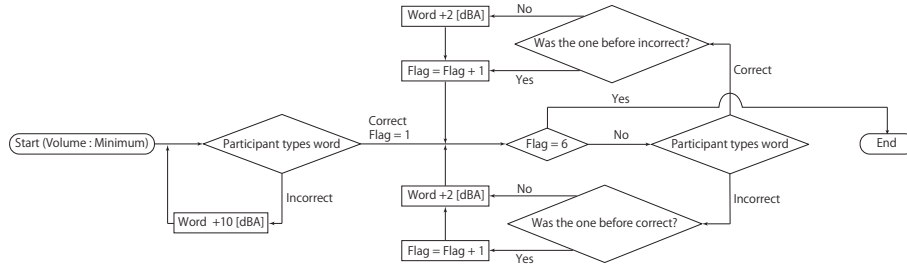 Word +2 [dBA]
No
Was the one before incorrect?
Flag = Flag + 1
Yes
Correct
Yes
Correct
Flag = 1
Start (Volume : Minimum)
Participant types word
Flag = 6
No
Participant types word
End
Incorrect
Word +10 [dBA]
Word +2 [dBA]
No
Incorrect
Was the one before correct?
Flag = Flag + 1
Yes